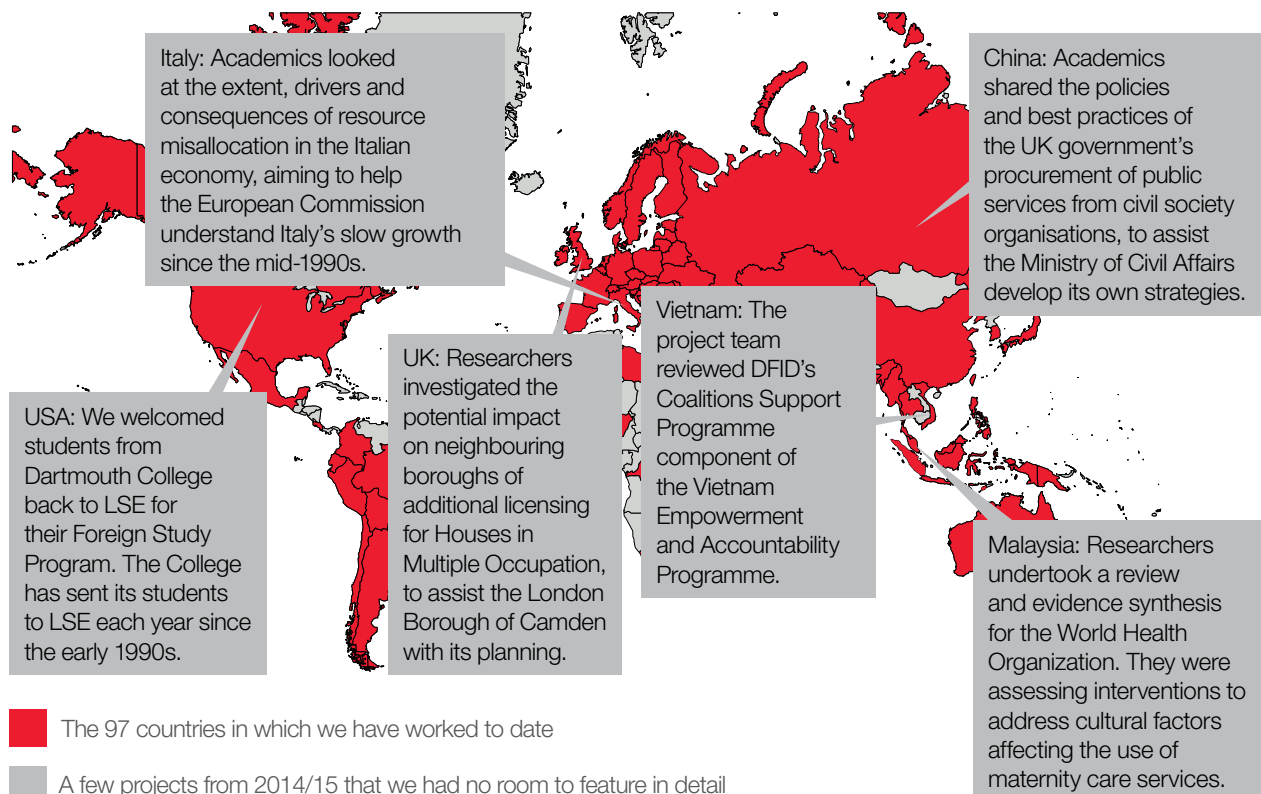 Italy: Academics looked
at the extent, drivers and
consequences of resource
misallocation in the Italian
economy, aiming to help
the European Commission
understand Italy's slow growth
since the mid-1990s.
China: Academics
shared the policies
and best practices of
the UK government's
procurement of public
services from civil society
organisations, to assist
the Ministry of Civil Affairs
develop its own strategies.
USA: We welcomed
students from
Dartmouth College
back to LSE for
their Foreign Study
Program. The College
has sent its students
to LSE each year since
the early 1990s.
UK: Researchers
investigated the
potential impact
on neighbouring
boroughs of
additional licensing
for Houses in
Multiple Occupation,
to assist the London
Borough of Camden
with its planning.
Vietnam: The
project team
reviewed DFID's
Coalitions Support
Programme
component of
the Vietnam
Empowerment
and Accountability
Programme.
Malaysia: Researchers
undertook a review
and evidence synthesis
for the World Health
Organization. They were
assessing interventions to
address cultural factors
affecting the use of
maternity care services.
The 97 countries in which we have worked to date
A few projects from 2014/15 that we had no room to feature in detail